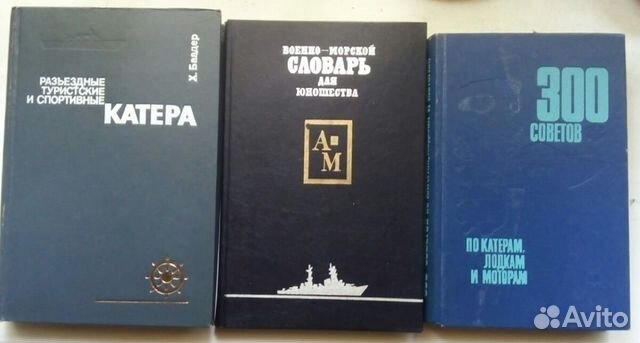 Х. Баадер
РАЗЪЕЗДНЫЕ
ТУРИСТСКИЕ
И СПОРТИВНЫЕ
КАТЕРА
ВОЕННО-МОРСКОЙ
СЛОВАРЬ
ДЛЯ
ЮНОШЕСТВА
А-
М
300
СОВЕТОВ
ПО КАТЕРАМ,
ЛОДКАМ
И МОТОРАМ
Avito